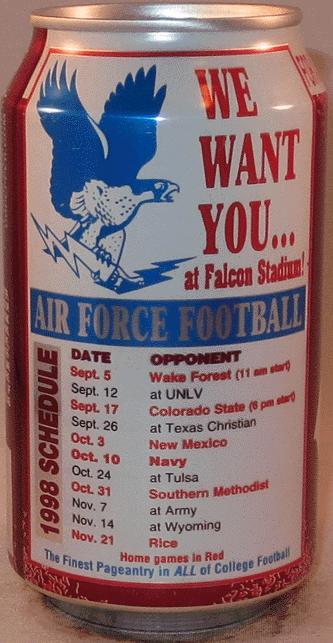 WE
WANT
YOU...
at Falcon Stadium!
AIR FORCE FOOTBALL
1998 SCHEDULE
DATE OPPONENT
Sept. 5 Wake Forest (11 am start)
Sept. 12 at UNLV
Sept. 17 Colorado State (6 pm start)
Sept. 26 at Texas Christian
Oct. 3 New Mexico
Oct. 10 Navy
Oct. 24 at Tulsa
Oct. 31 Southern Methodist
Nov. 7 at Army
Nov. 14 at Wyoming
Nov. 21 Rice
Home games in Red
The Finest Pageantry in ALL of College Football